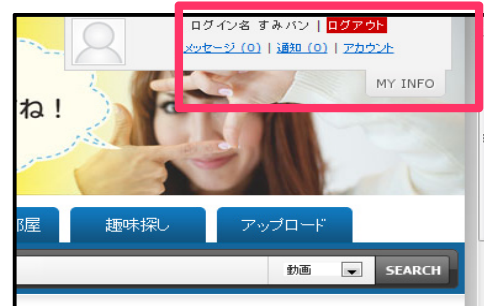 ログイン名 すみパン | ログアウト
メッセージ (0) | 通知 (0) | アカウント
MY INFO
ね！
部屋
趣味探し
アップロード
動画
SEARCH